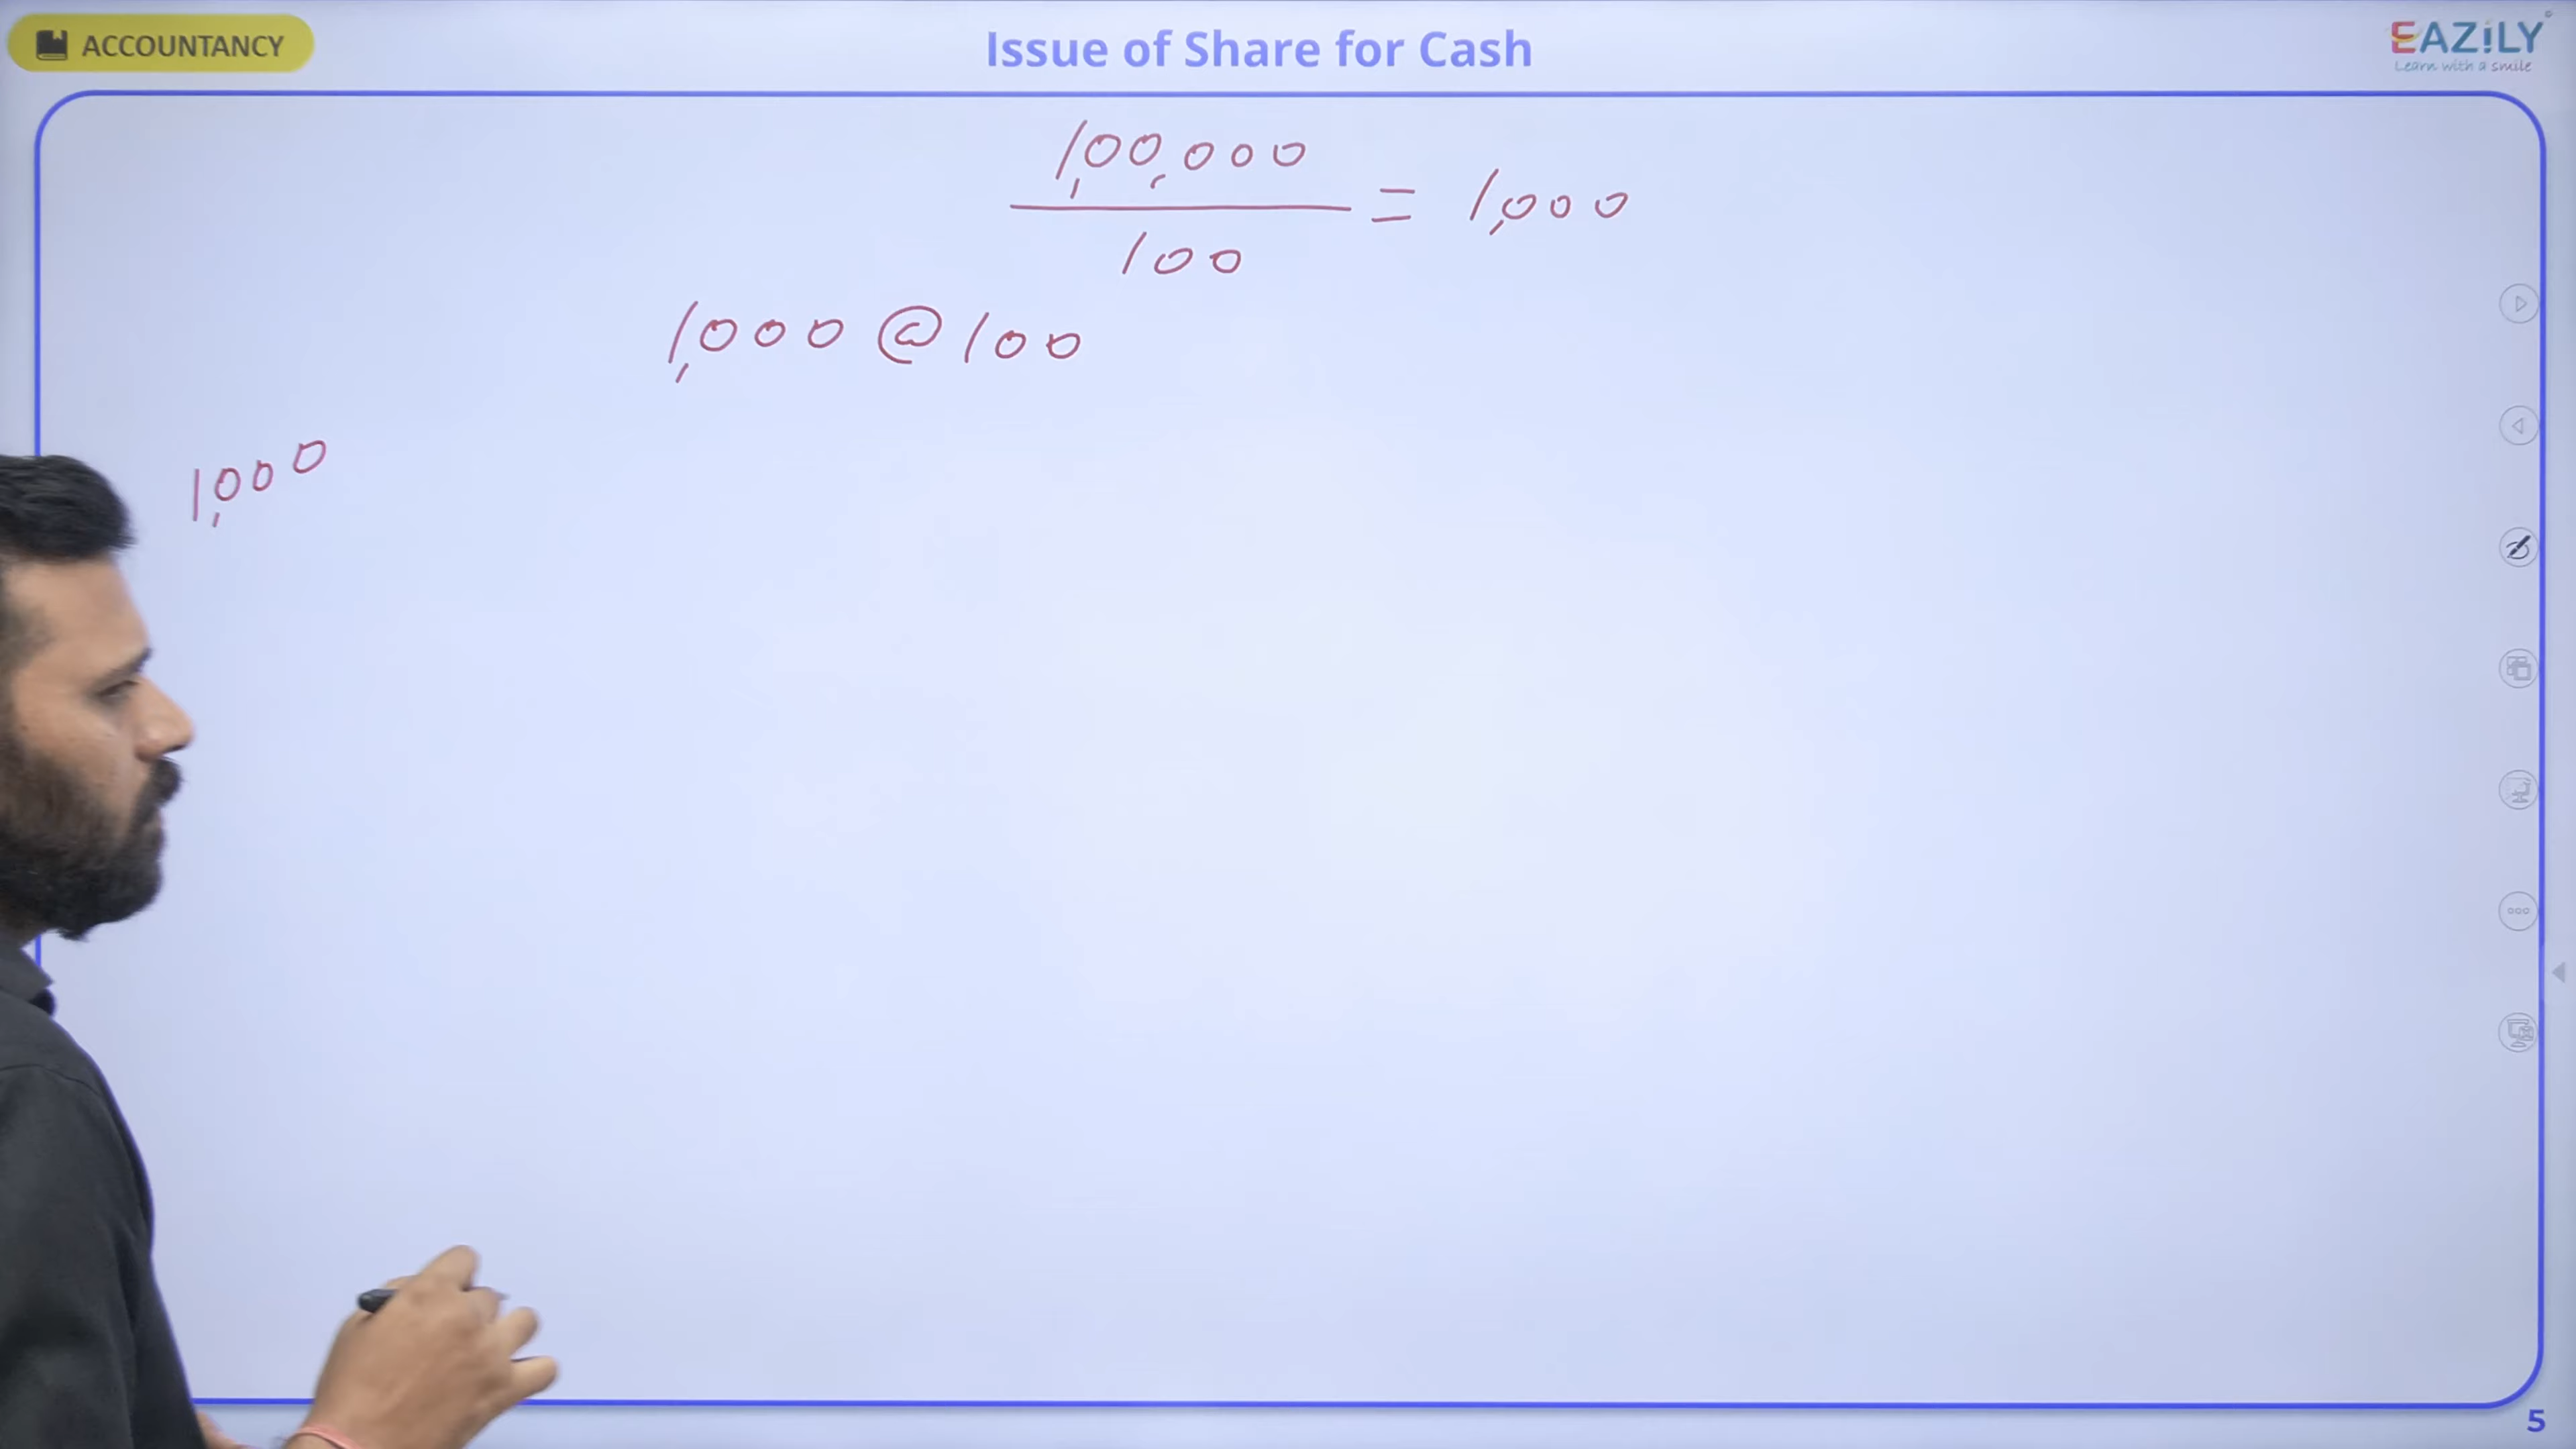 ACCOUNTANCY
Issue of Share for Cash
EAZiLY
Learn with a smile
1,00,000
= 1,000
100
1,000 @ 100
1,000
5